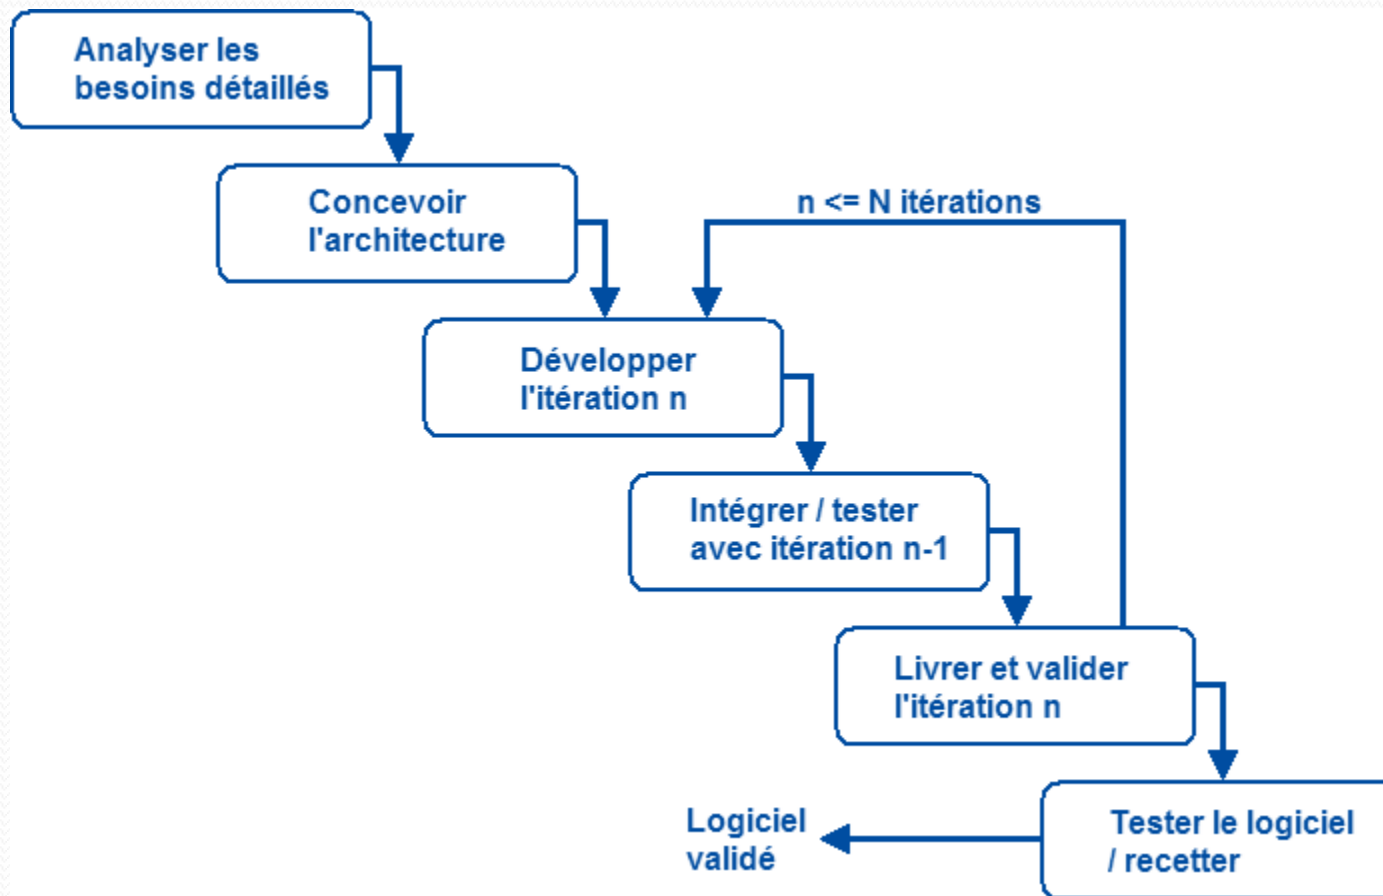 Analyser les
besoins détaillés
Concevoir
l'architecture
n <= N itérations
Développer
l'itération n
Intégrer / tester
avec itération n-1
Livrer et valider
l'itération n
Tester le logiciel
/ recetter
Logiciel
validé